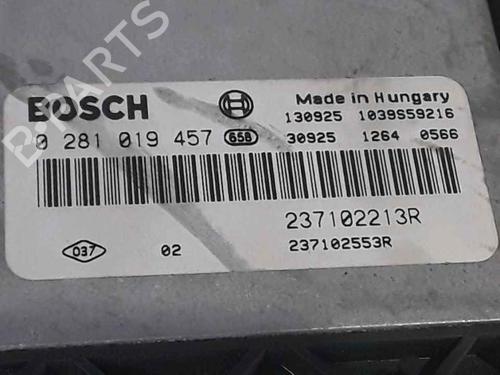 B-PARTS
BOSCH
Made in Hungary
130925 1039S59216
0 281 019 457 658 30925 1264 0566
237102213R
037 02 237102553R